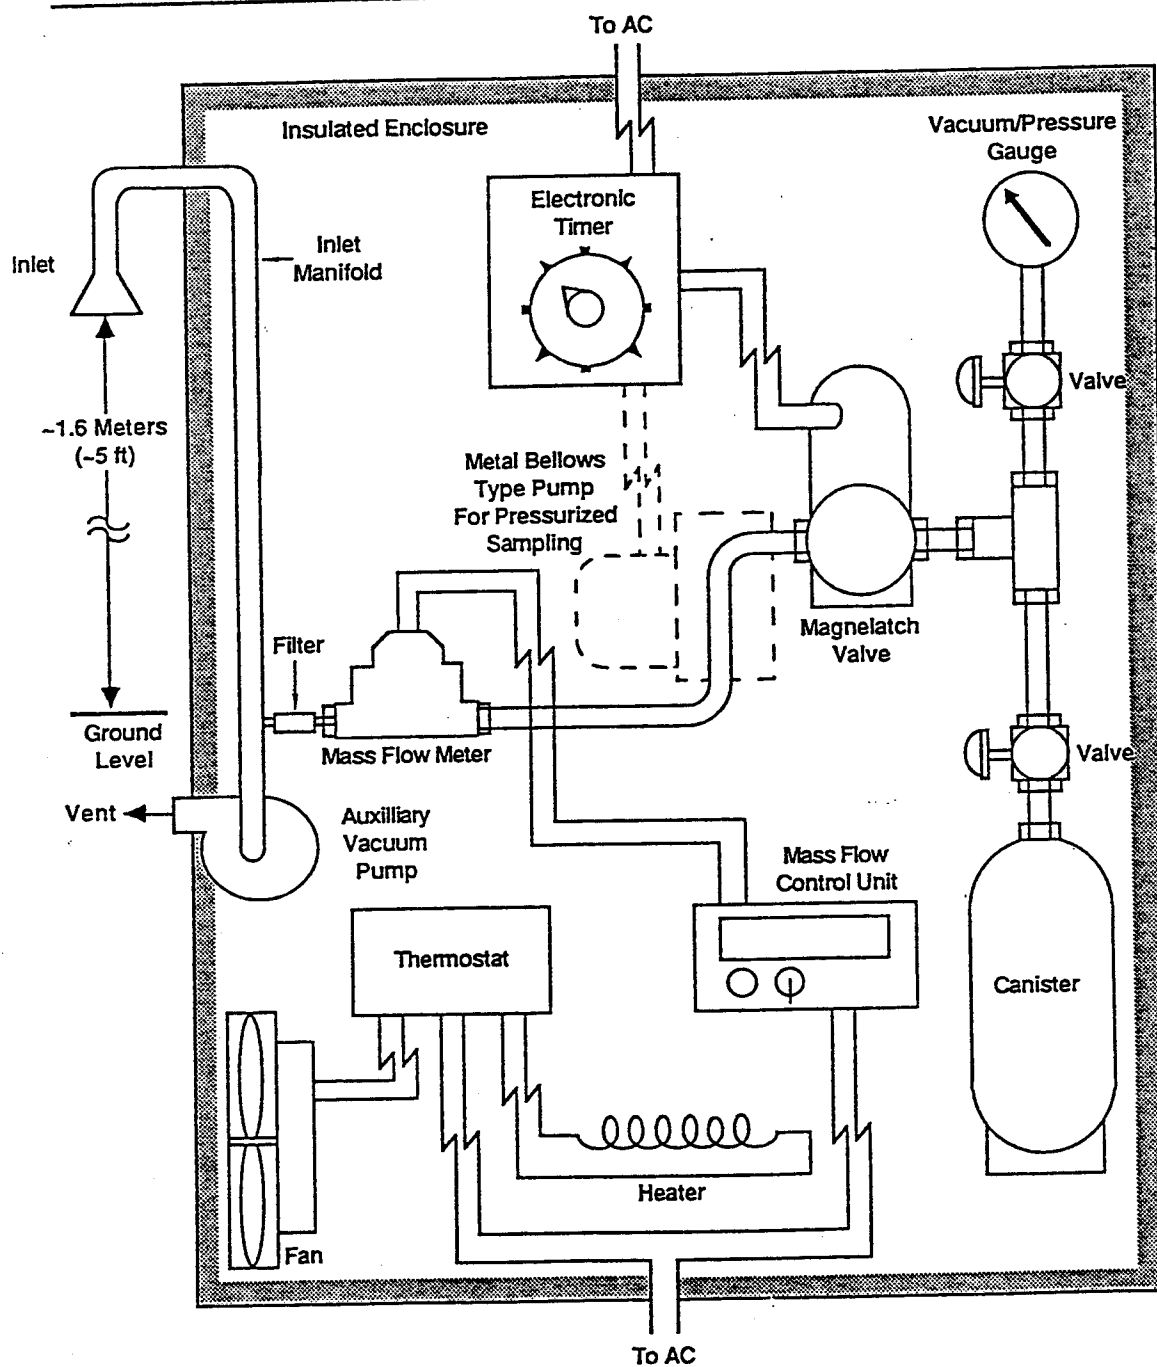 To AC
Insulated Enclosure
Vacuum/Pressure
Gauge
Electronic
Timer
Inlet
Inlet
Manifold
Valve
~1.6 Meters
(~5 ft)
Metal Bellows
Type Pump
For Pressurized
Sampling
Magnelatch
Valve
Filter
Mass Flow Meter
Ground
Level
Valve
Vent
Auxilliary
Vacuum
Pump
Mass Flow
Control Unit
Thermostat
Canister
Heater
Fan
To AC